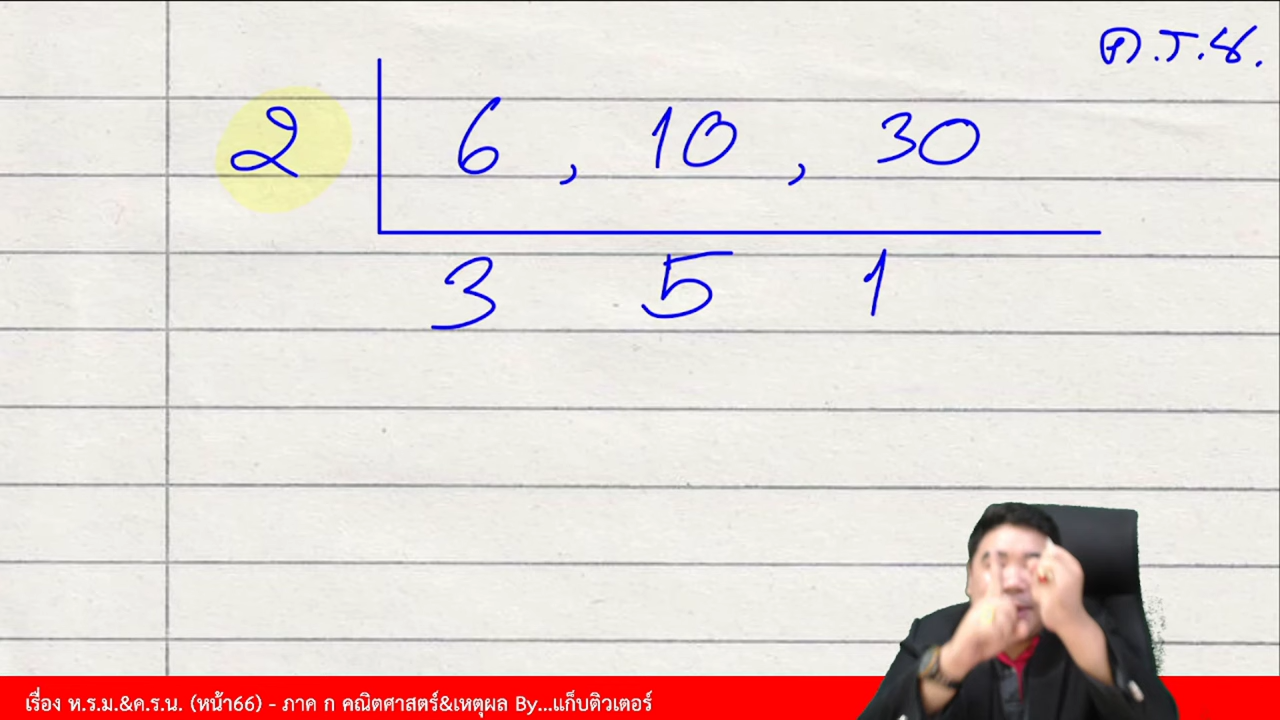 ค.ร.น.
2 6 , 10 , 30
3 5 1
เรื่อง ห.ร.ม.&ค.ร.น. (หน้า66) - ภาค ก คณิตศาสตร์&เหตุผล By...แก็บติวเตอร์